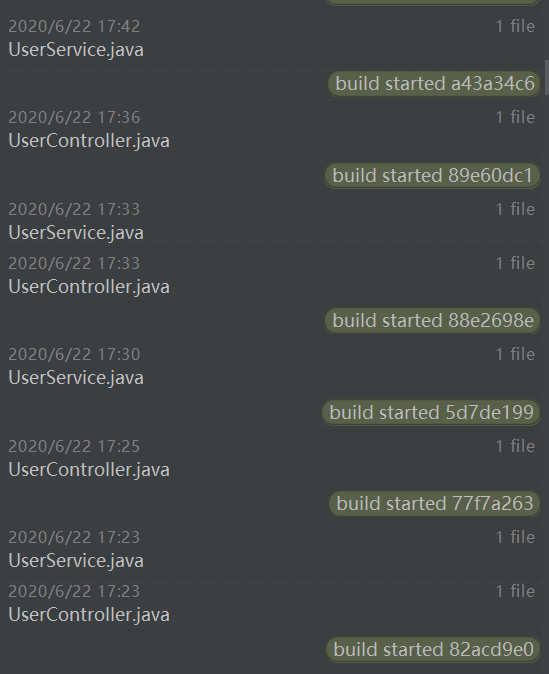 2020/6/22 17:42 1 file
UserService.java
build started a43a34c6
2020/6/22 17:36 1 file
UserController.java
build started 89e60dc1
2020/6/22 17:33 1 file
UserService.java
2020/6/22 17:33 1 file
UserController.java
build started 88e2698e
2020/6/22 17:30 1 file
UserService.java
build started 5d7de199
2020/6/22 17:25 1 file
UserController.java
build started 77f7a263
2020/6/22 17:23 1 file
UserService.java
2020/6/22 17:23 1 file
UserController.java
build started 82acd9e0